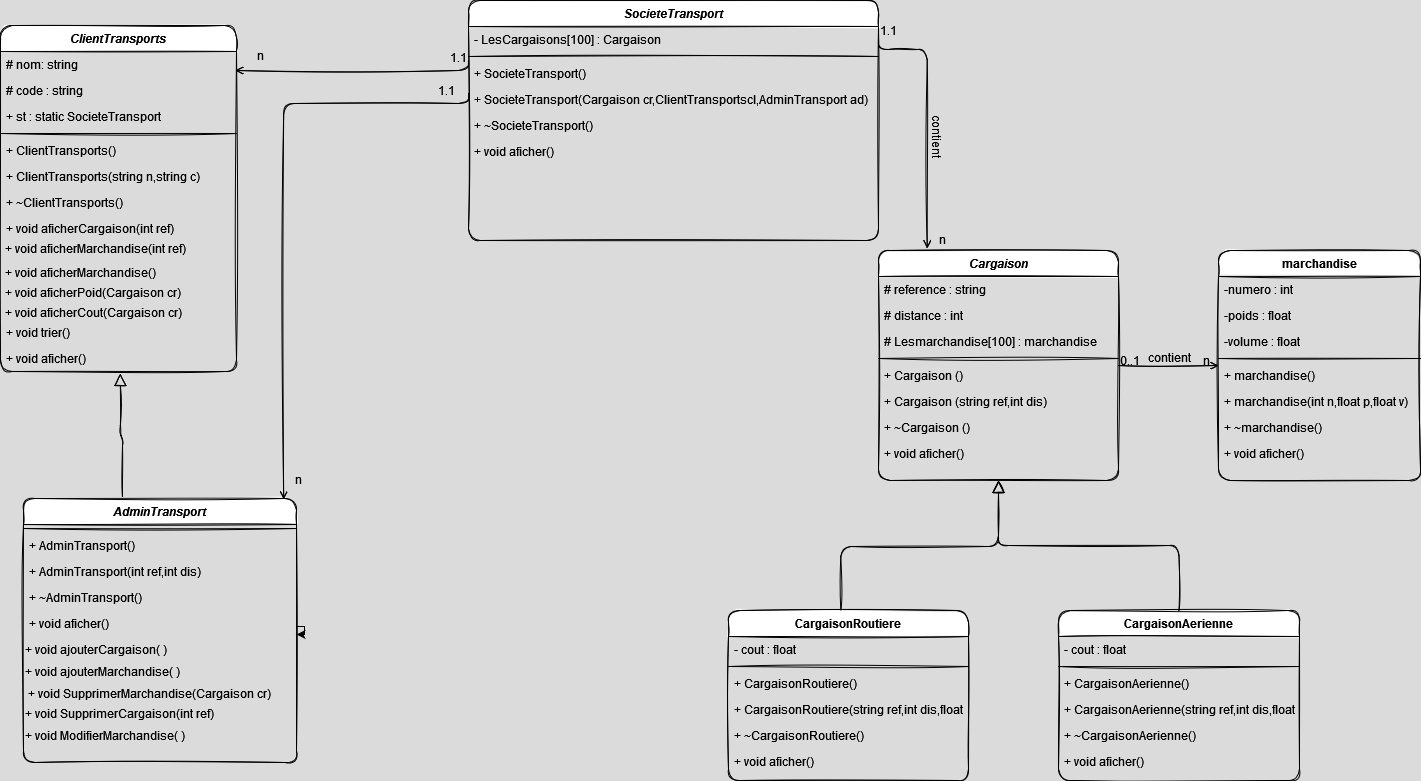 ClientTransports
# nom: string
# code : string
+ st : static SocieteTransport
+ ClientTransports()
+ ClientTransports(string n,string c)
+ ~ClientTransports()
+ void aficherCargaison(int ref)
+ void aficherMarchandise(int ref)
+ void aficherMarchandise()
+ void aficherPoid(Cargaison cr)
+ void aficherCout(Cargaison cr)
+ void trier()
+ void aficher()
n
1.1
1.1
SocieteTransport
- LesCargaisons[100] : Cargaison
+ SocieteTransport()
+ SocieteTransport(Cargaison cr,ClientTransportscl,AdminTransport ad)
+ ~SocieteTransport()
+ void aficher()
1.1
contient
n
Cargaison
# reference : string
# distance : int
# Lesmarchandise[100] : marchandise
+ Cargaison ()
+ Cargaison (string ref,int dis)
+ ~Cargaison ()
+ void aficher()
0..1 contient n
marchandise
-numero : int
-poids : float
-volume : float
+ marchandise()
+ marchandise(int n,float p,float v)
+ ~marchandise()
+ void aficher()
n
AdminTransport
+ AdminTransport()
+ AdminTransport(int ref,int dis)
+ ~AdminTransport()
+ void aficher()
+ void ajouterCargaison( )
+ void ajouterMarchandise( )
+ void SupprimerMarchandise(Cargaison cr)
+ void SupprimerCargaison(int ref)
+ void ModifierMarchandise( )
CargaisonRoutiere
- cout : float
+ CargaisonRoutiere()
+ CargaisonRoutiere(string ref,int dis,float
+ ~CargaisonRoutiere()
+ void aficher()
CargaisonAerienne
- cout : float
+ CargaisonAerienne()
+ CargaisonAerienne(string ref,int dis,float
+ ~CargaisonAerienne()
+ void aficher()